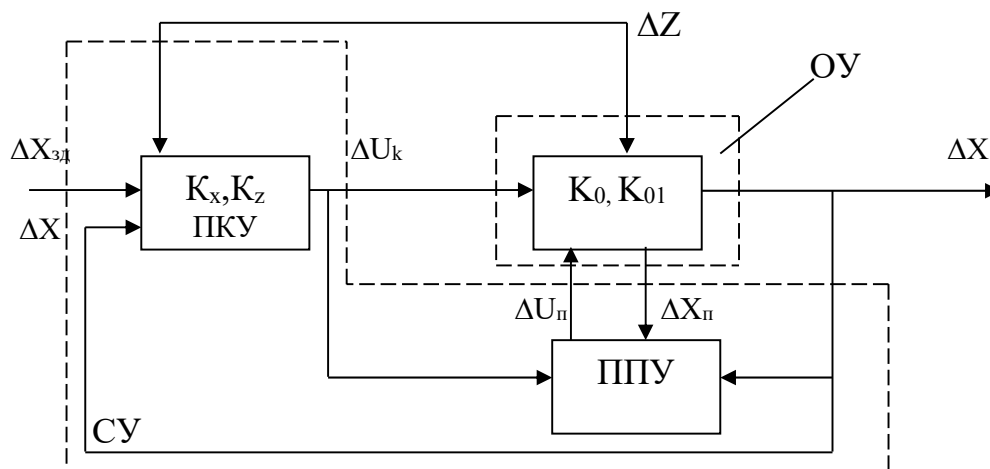 ΔZ
ОУ
ΔXзд
ΔUk
ΔX
Kx,Kz
ПКУ
K0, K01
ΔX
ΔUп
ΔXп
ППУ
СУ